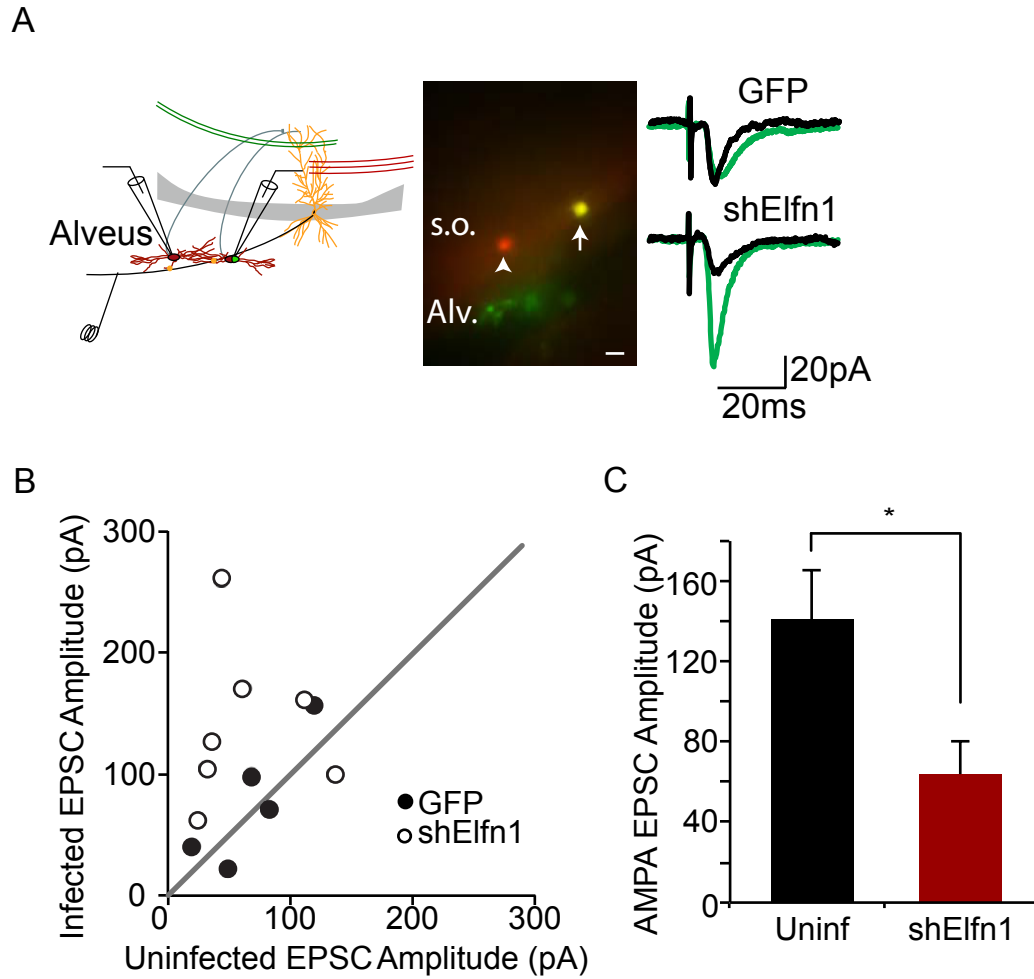 A
GFP
shElfn1
Alveus
s.o.
Alv.
20pA
20ms
B
Infected EPSC Amplitude (pA)
300
200
100
0
0
100
200
300
GFP
shElfn1
Uninfected EPSC Amplitude (pA)
C
*
AMPA EPSC Amplitude (pA)
160
120
80
40
0
Uninf
shElfn1